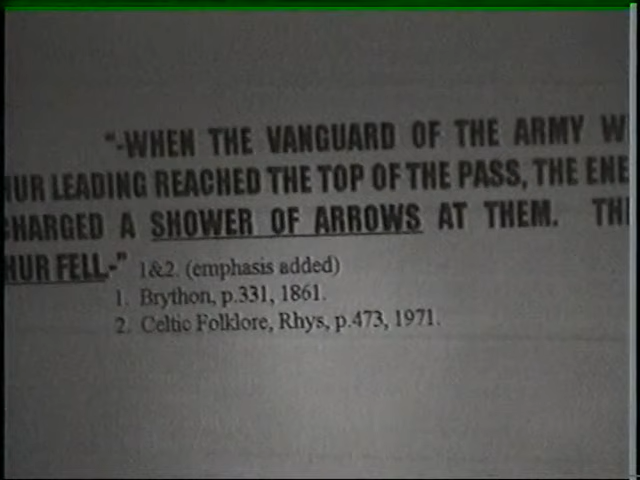 "-WHEN THE VANGUARD OF THE ARMY W
HUR LEADING REACHED THE TOP OF THE PASS, THE ENE
CHARGED A SHOWER OF ARROWS AT THEM. TH
HUR FELL-" 1&2. (emphasis added)
1. Brython, p.331, 1861.
2. Celtic Folklore, Rhys, p.473, 1971.